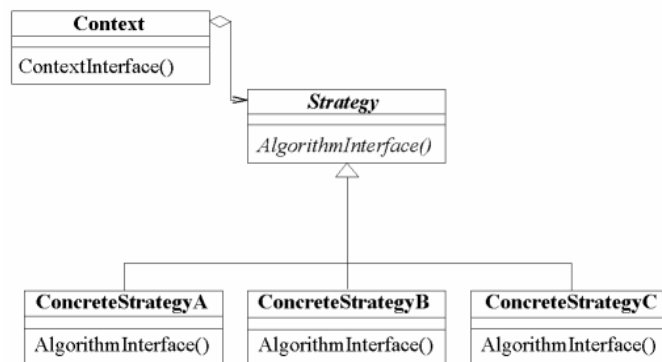 Context
ContextInterface()
Strategy
AlgorithmInterface()
ConcreteStrategyA
AlgorithmInterface()
ConcreteStrategyB
AlgorithmInterface()
ConcreteStrategyC
AlgorithmInterface()